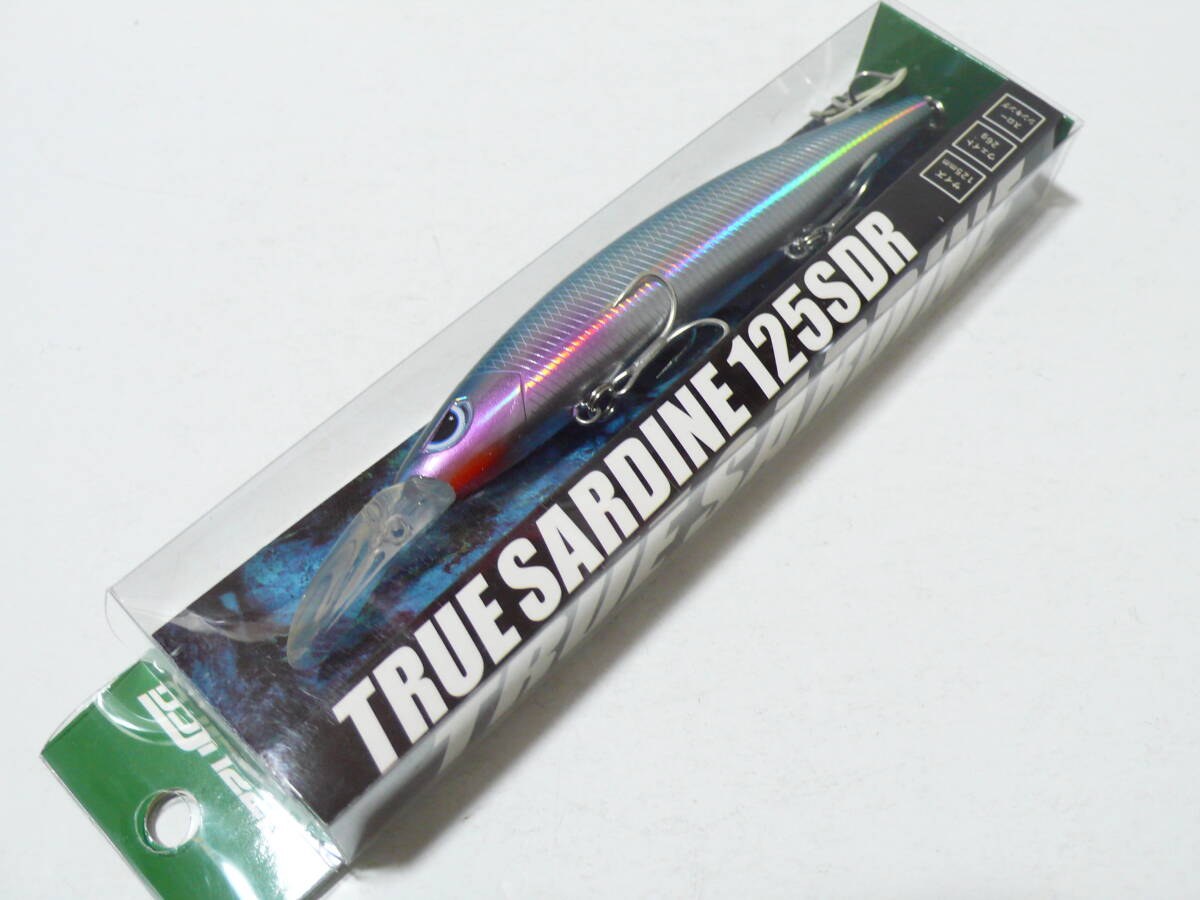 TRUE SARDINE 125SDR
サイズ
125mm
ウェイト
26g
スロー
シンキング